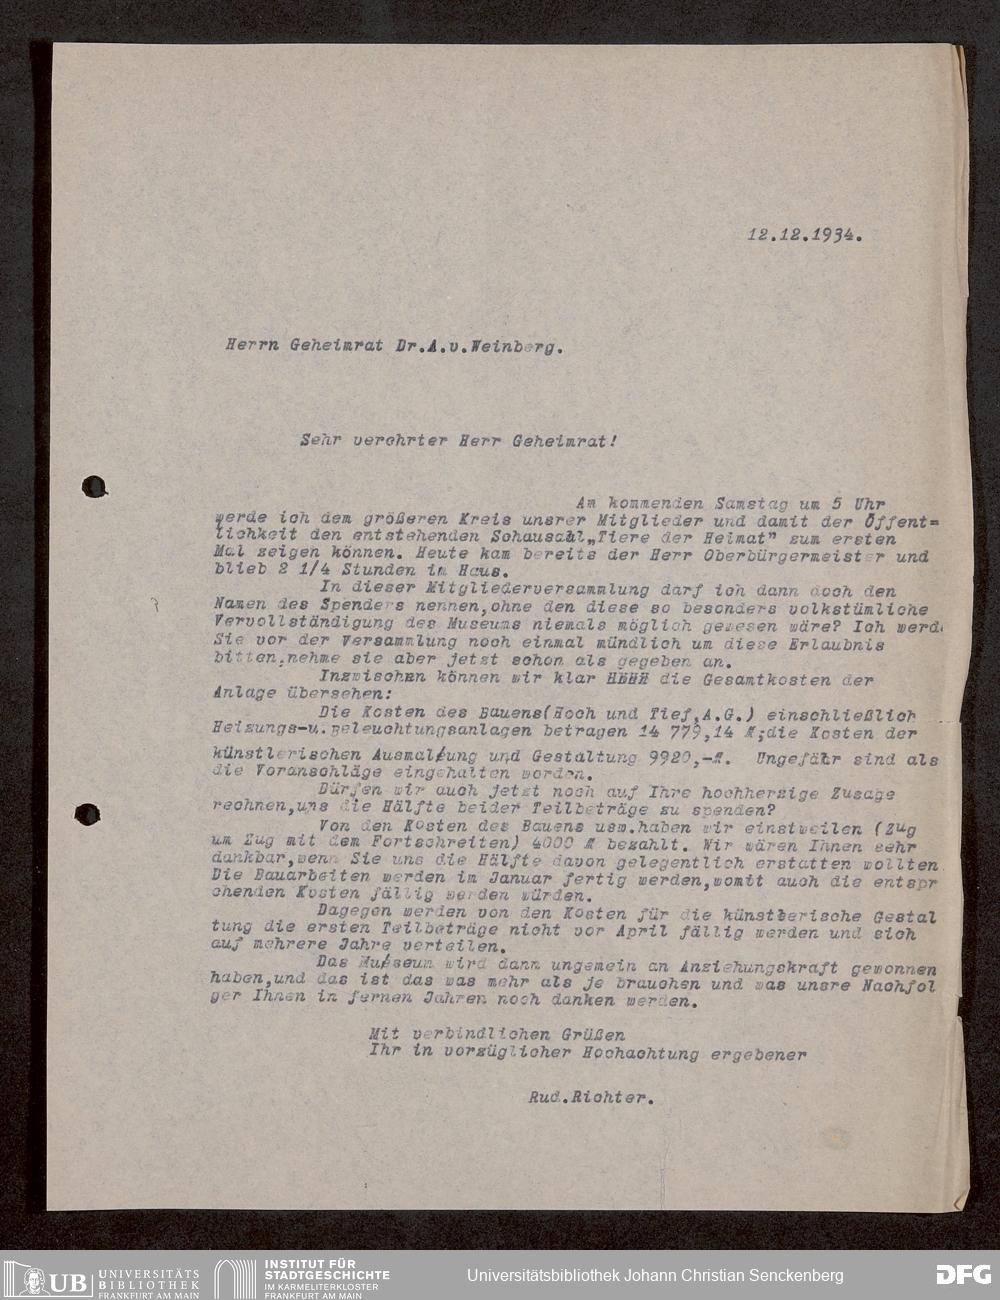 12.12.1934.
Herrn Geheimrat Dr.A.v.Weinberg.
Sehr verehrter Herr Geheimrat!
Am kommenden Samstag um 5 Uhr
werde ich dem größeren Kreis unsrer Mitglieder und damit der Öffent=
lichkeit den entstehenden Schausaal„Tiere der Heimat" zum ersten
Mal zeigen können. Heute kam bereits der Herr Oberbürgermeister und
blieb 2 1/4 Stunden im Haus.
In dieser Mitgliederversammlung darf ich dann doch den
Namen des Spenders nennen,ohne den diese so besonders volkstümliche
Vervollständigung des Museums niemals möglich gewesen wäre? Ich werd
Sie vor der Versammlung noch einmal mündlich um diese Erlaubnis
bitten;nehme sie aber jetzt schon als gegeben an.
Inzwischen können wir klar die Gesamtkosten der
Anlage übersehen:
Die Kosten des Bauens(Hoch und Tief,A.G.) einschließlich
Heizungs-u.Beleuchtungsanlagen betragen 14 779,14 M;die Kosten der
künstlerischen Ausmalung und Gestaltung 9920,-M. Ungefähr sind als
die Voranschläge eingehalten worden.
Dürfen wir auch jetzt noch auf Ihre hochherzige Zusage
rechnen,uns die Hälfte beider Teilbeträge zu spenden?
Von den Kosten des Bauens usw.haben wir einstweilen (Zug
um Zug mit dem Fortschreiten) 4000 M bezahlt. Wir wären Ihnen sehr
dankbar,wenn Sie uns die Hälfte davon gelegentlich erstatten wollten
Die Bauarbeiten werden im Januar fertig werden,womit auch die entspr
chenden Kosten fällig werden würden.
Dagegen werden von den Kosten für die künstlerische Gestal
tung die ersten Teilbeträge nicht vor April fällig werden und sich
auf mehrere Jahre verteilen.
Das Museum wird dann ungemein an Anziehungskraft gewonnen
haben,und das ist das was mehr als je brauchen und was unsre Nachfol
ger Ihnen in fernen Jahren noch danken werden.
Mit verbindlichen Grüßen
Ihr in vorzüglicher Hochachtung ergebener
Rud.Richter.
UB UNIVERSITÄTS
BIBLIOTHEK
FRANKFURT AM MAIN
INSTITUT FÜR
STADTGESCHICHTE
IM KARMELITERKLOSTER
FRANKFURT AM MAIN
Universitätsbibliothek Johann Christian Senckenberg
DFG